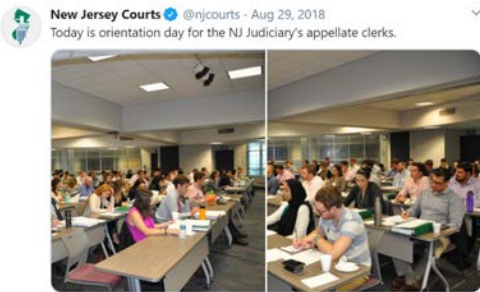 New Jersey Courts @njcourts · Aug 29, 2018
Today is orientation day for the NJ Judiciary's appellate clerks.